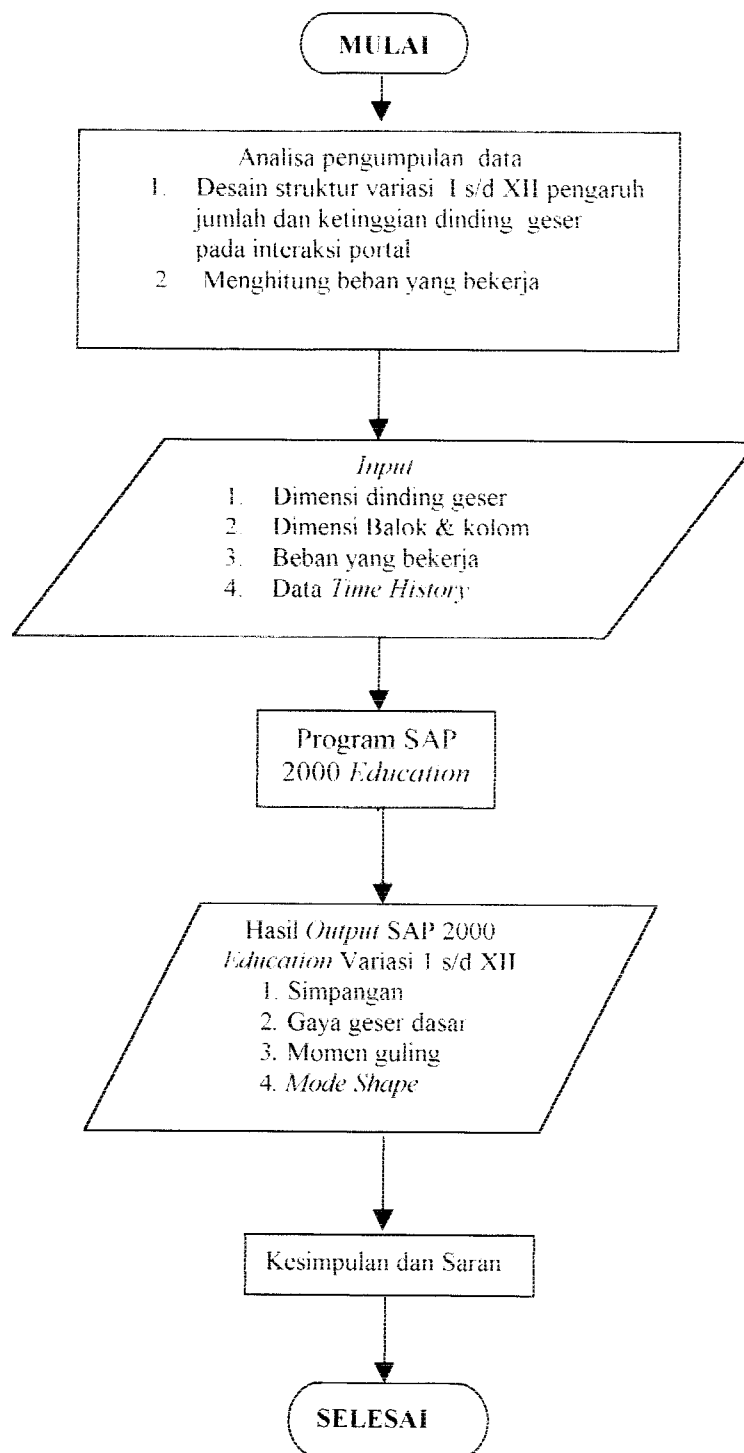 MULAI
Analisa pengumpulan data
1. Desain struktur variasi I s/d XII pengaruh
jumlah dan ketinggian dinding geser
pada interaksi portal
2 Menghitung beban yang bekerja
Input
1. Dimensi dinding geser
2. Dimensi Balok & kolom
3. Beban yang bekerja
4. Data Time History
Program SAP
2000 Education
Hasil Output SAP 2000
Education Variasi I s/d XII
1. Simpangan
2. Gaya geser dasar
3. Momen guling
4. Mode Shape
Kesimpulan dan Saran
SELESAI